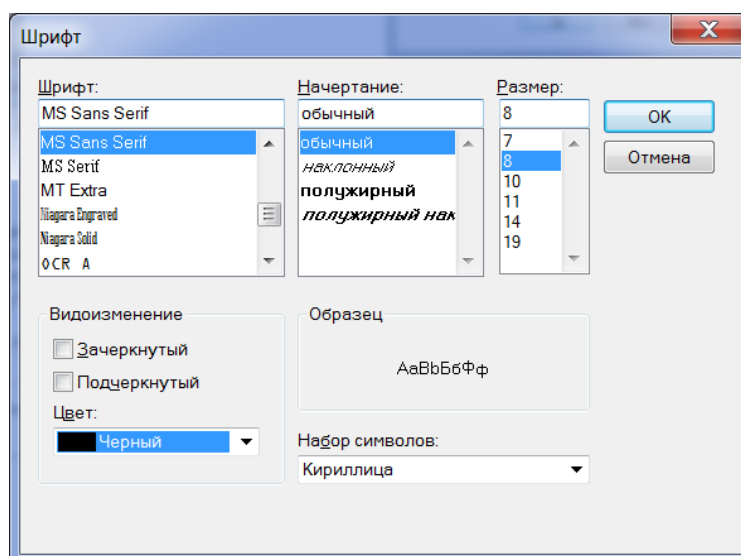 Шрифт
Шрифт:
MS Sans Serif
MS Sans Serif
MS Serif
MT Extra
Niagara Engraved
Niagara Solid
OCR A
Начертание:
обычный
обычный
наклонный
полужирный
полужирный нак
Размер:
8
7
8
10
11
14
19
OK
Отмена
Видоизменение
Зачеркнутый
Подчеркнутый
Цвет:
Черный
Образец
АаВbБбФф
Набор символов:
Кириллица